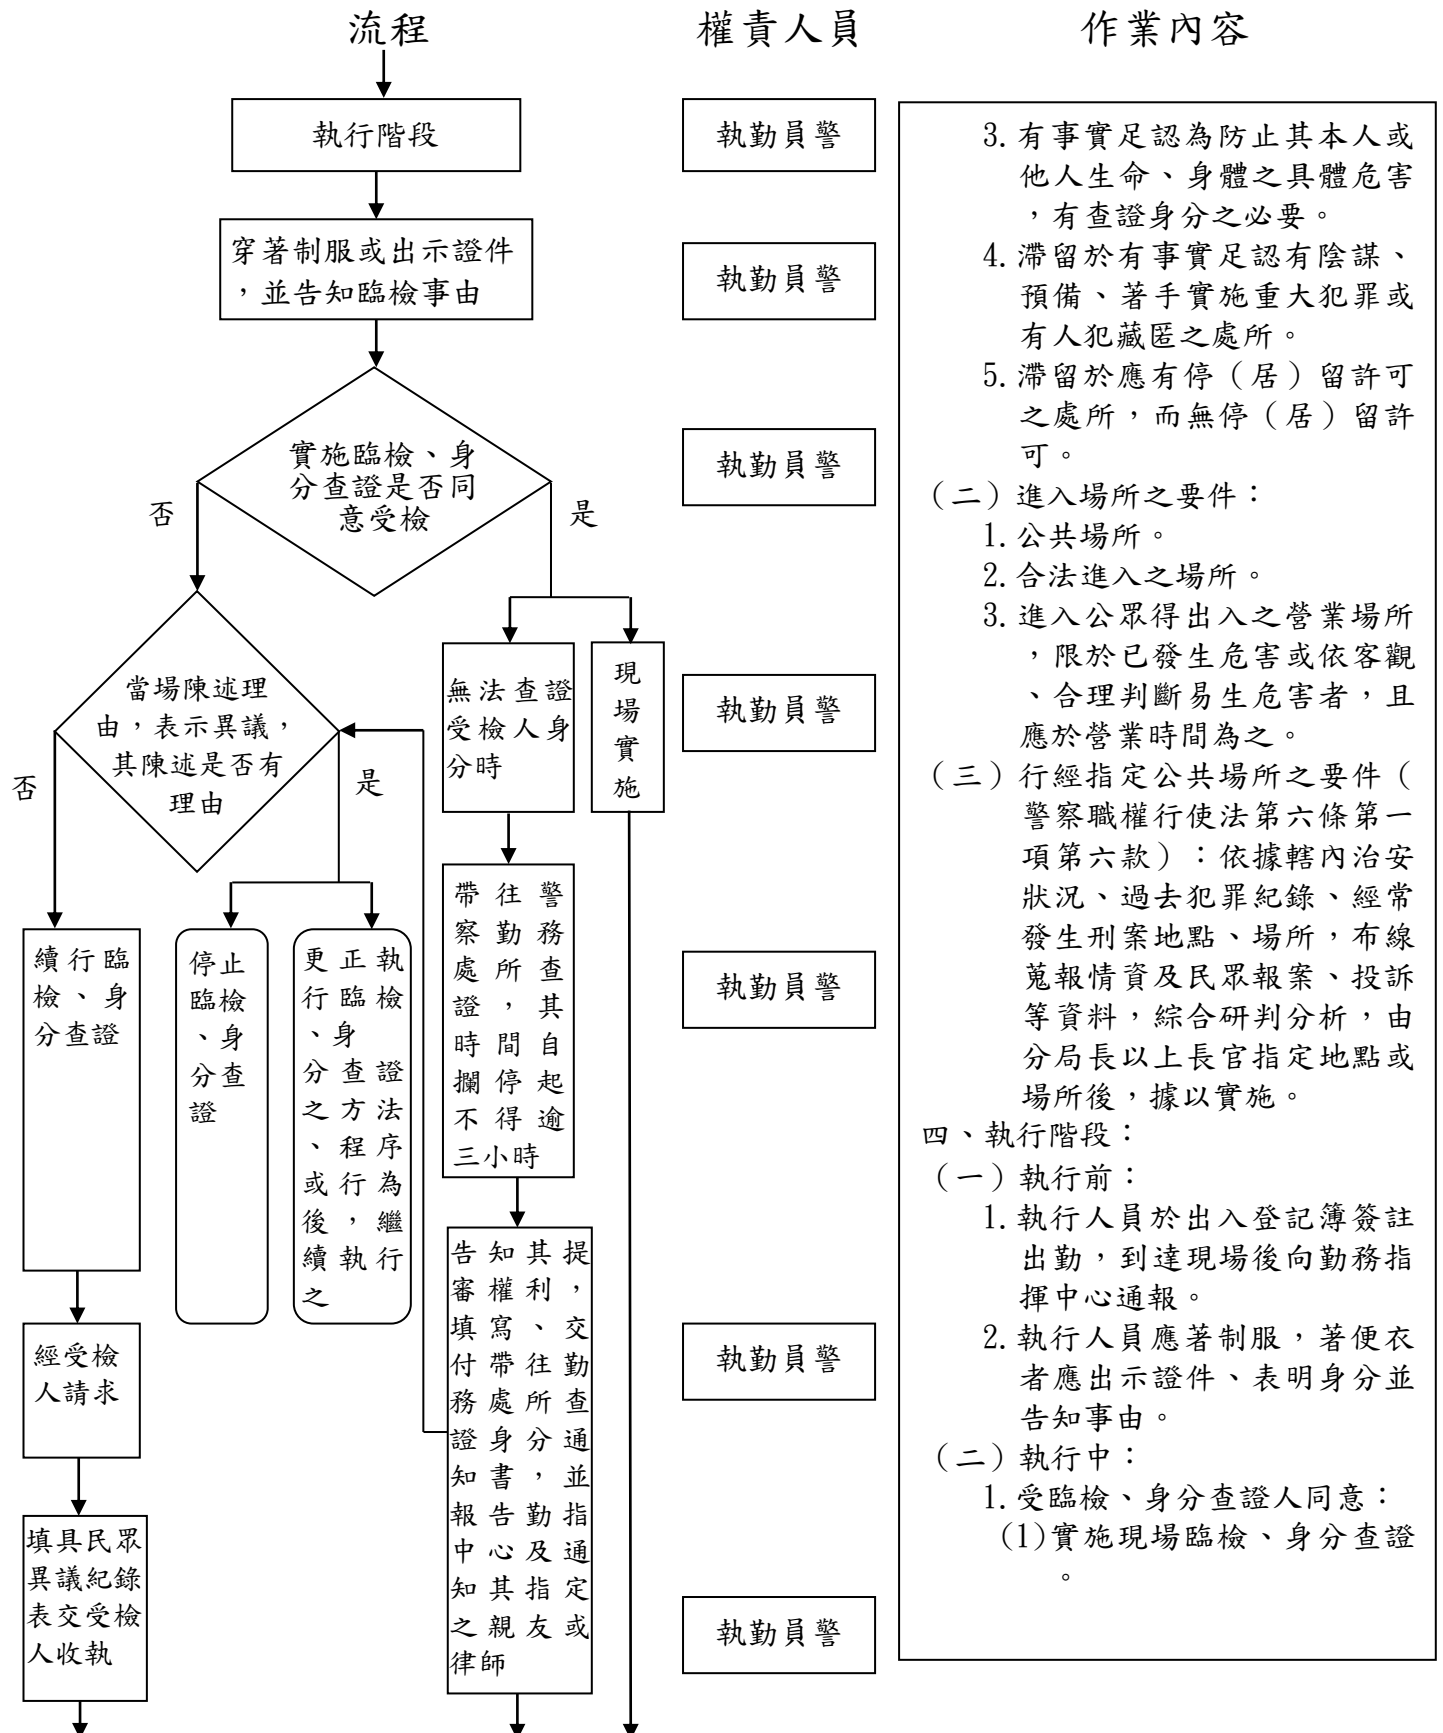 流程
權責人員
作業內容
執行階段
執勤員警
穿著制服或出示證件
，並告知臨檢事由
執勤員警
實施臨檢、身
分查證是否同
意受檢
否
是
執勤員警
當場陳述理
由，表示異議，
其陳述是否有
理由
否
是
無法查證
受檢人身
分時
現
場
實
施
執勤員警
續行臨
檢、身
分查證
停止
臨檢
、身
分查
證
更正執
行臨檢
、身
分查證
之方法
、程序
或行為
後，繼
續執行
之
帶往警
察勤務
處所查
證，其
時間自
攔停起
不得逾
三小時
執勤員警
經受檢
人請求
告知其提
審權利，
填寫、交
付帶往勤
務處所查
證身分通
知書，並
報告勤指
中心及通
知其指定
之親友或
律師
執勤員警
填具民眾
異議紀錄
表交受檢
人收執
執勤員警
3.有事實足認為防止其本人或
他人生命、身體之具體危害
，有查證身分之必要。
4.滯留於有事實足認有陰謀、
預備、著手實施重大犯罪或
有人犯藏匿之處所。
5.滯留於應有停（居）留許可
之處所，而無停（居）留許
可。
（二）進入場所之要件：
1.公共場所。
2.合法進入之場所。
3.進入公眾得出入之營業場所
，限於已發生危害或依客觀
、合理判斷易生危害者，且
應於營業時間為之。
（三）行經指定公共場所之要件（
警察職權行使法第六條第一
項第六款）：依據轄內治安
狀況、過去犯罪紀錄、經常
發生刑案地點、場所，布線
蒐報情資及民眾報案、投訴
等資料，綜合研判分析，由
分局長以上長官指定地點或
場所後，據以實施。
四、執行階段：
（一）執行前：
1.執行人員於出入登記簿簽註
出勤，到達現場後向勤務指
揮中心通報。
2.執行人員應著制服，著便衣
者應出示證件、表明身分並
告知事由。
（二）執行中：
1.受臨檢、身分查證人同意：
(1)實施現場臨檢、身分查證
。